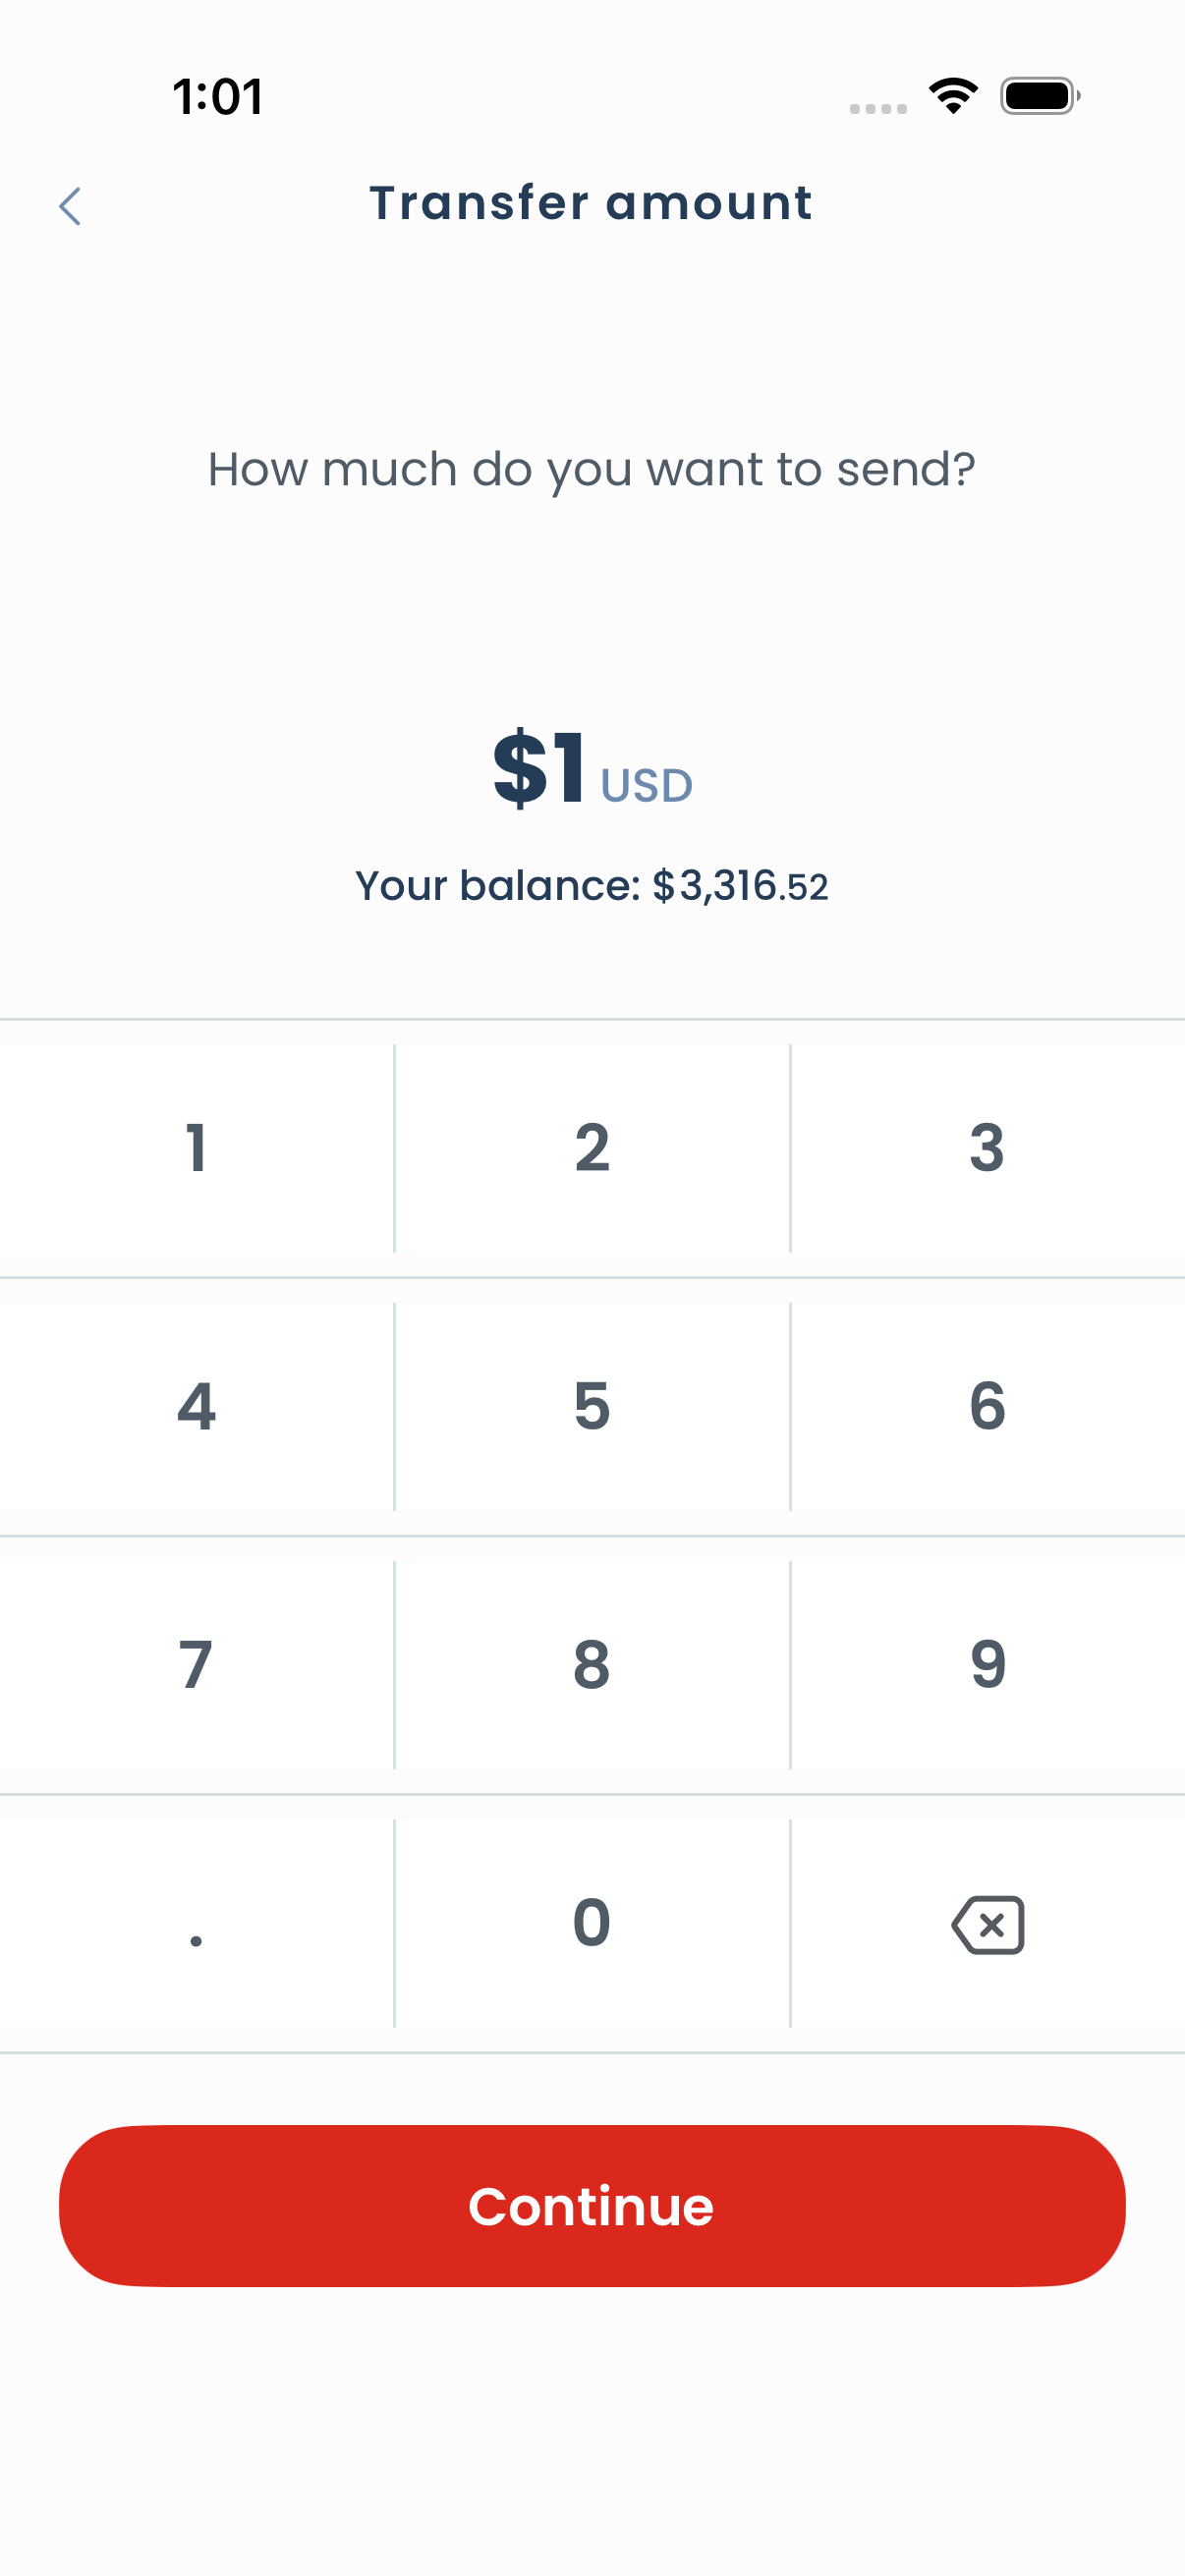 1:01
Transfer amount
How much do you want to send?
$1 USD
Your balance: $3,316.52
1 2 3
4 5 6
7 8 9
. 0
Continue